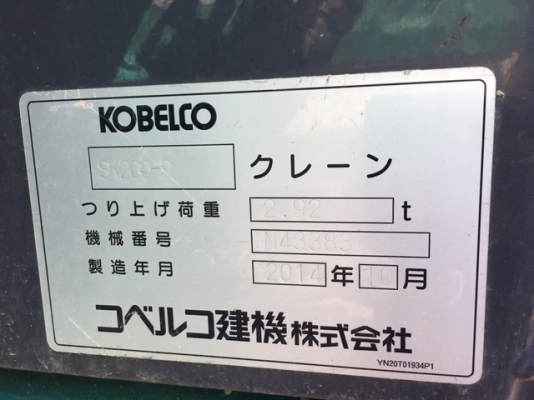 KOBELCO
SK200-9 クレーン
つり上げ荷重 2.92 t
機械番号 N43383
製造年月 2014 年 10 月
コベルコ建機株式会社
YN20T01934P1